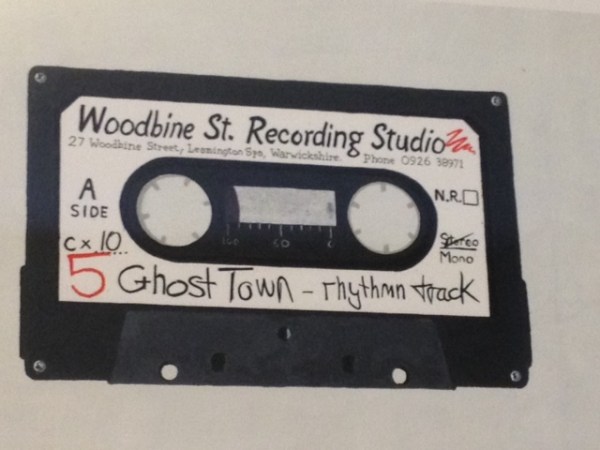 Woodbine St. Recording Studio
27 Woodbine Street, Leamington Spa, Warwickshire. Phone 0926 38971
A
SIDE
N.R.
C x 10
Stereo
Mono
5 Ghost Town - rhythmn track